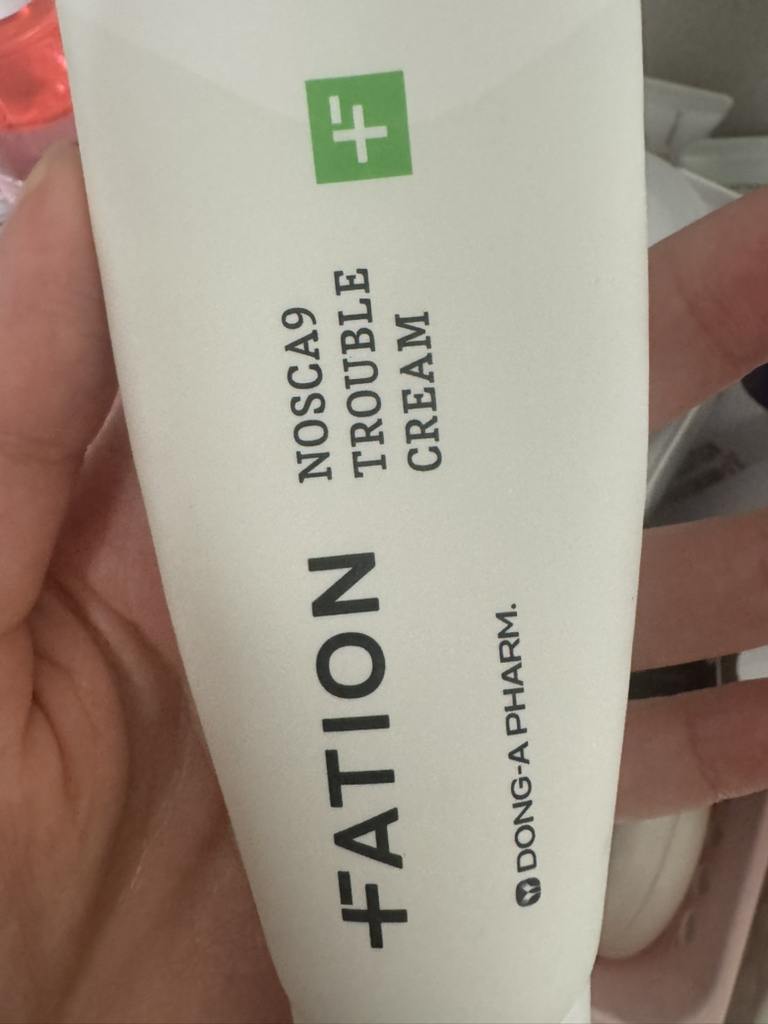 FATION
NOSCA9
TROUBLE
CREAM
DONG-A PHARM.